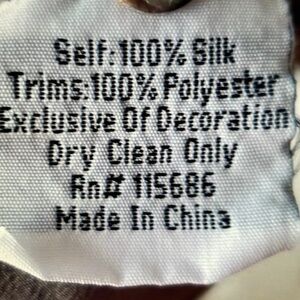 Self:100% Silk
Trims:100% Polyester
Exclusive Of Decoration
Dry Clean Only
Rn# 115686
Made In China